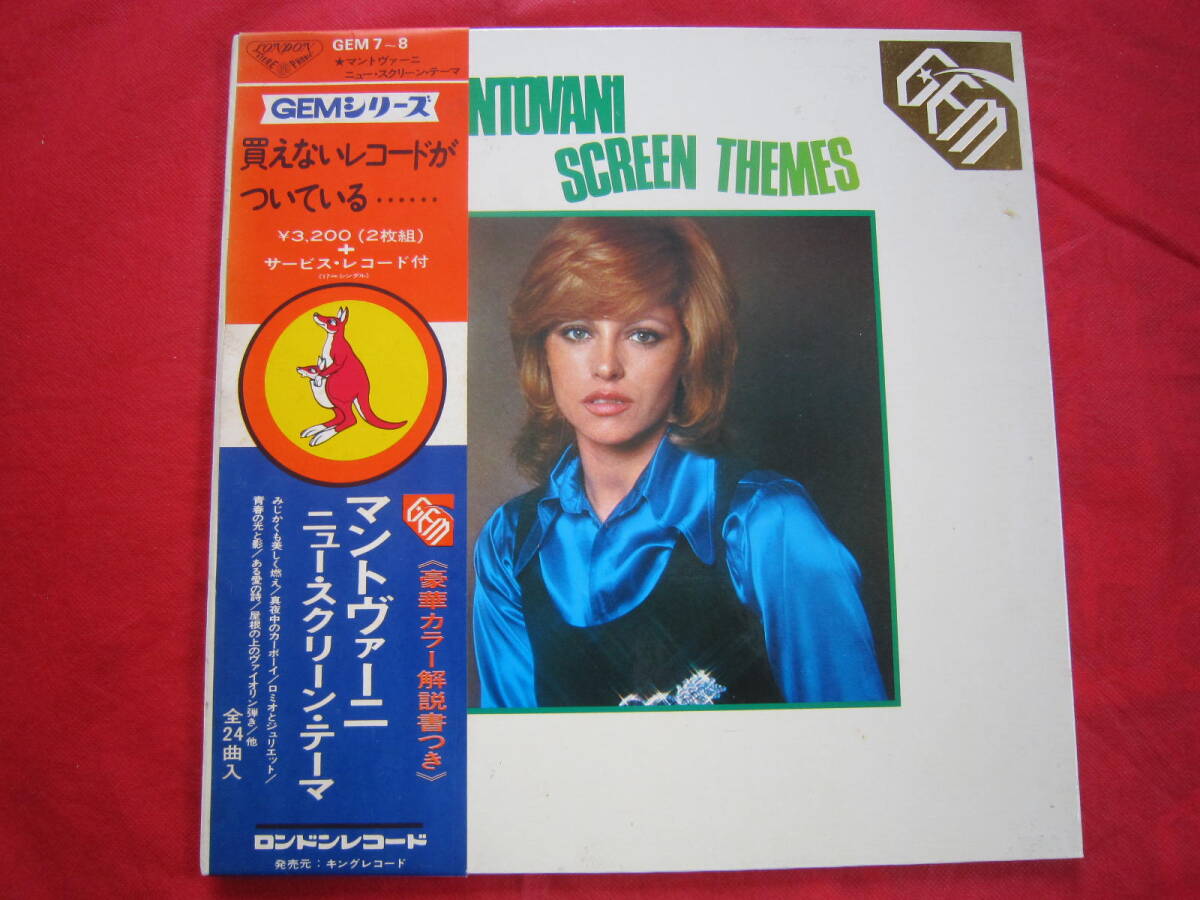 LONDON
GEM 7~8
★マントヴァーニ
ニュー・スクリーン・テーマ
GEMシリーズ
買えないレコードが
ついている……
¥3,200 (2枚組)
+
サービス・レコード付
(17cmシングル)
GEM
《豪華カラー解説書つき》
マントヴァーニ
ニュー・スクリーン・テーマ
みじかくも美しく燃え/真夜中のカーボーイ/ロミオとジュリエット/
青春の光と影/ある愛の詩/屋根の上のヴァイオリン弾き/他
全24曲入
ロンドンレコード
発売元:キングレコード
NTOVANI
SCREEN THEMES
GEM